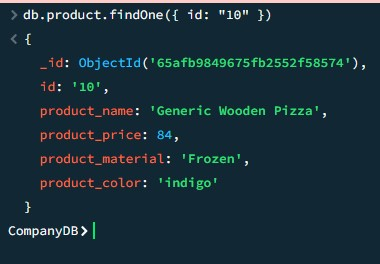 > db.product.findOne({ id: "10" })
< {
_id: ObjectId('65afb9849675fb2552f58574'),
id: '10',
product_name: 'Generic Wooden Pizza',
product_price: 84,
product_material: 'Frozen',
product_color: 'indigo'
}
CompanyDB>